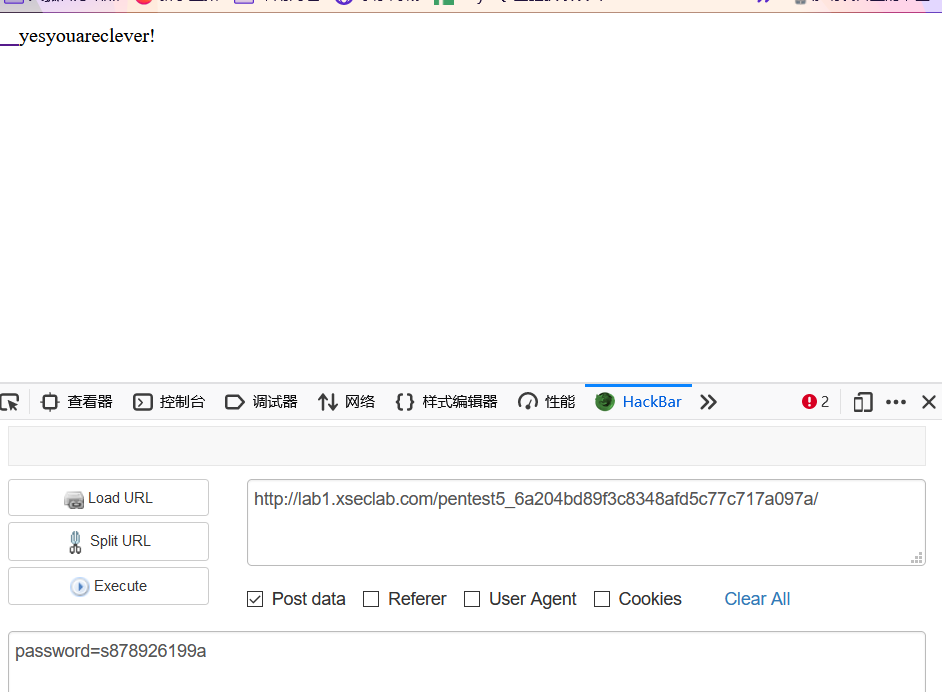 __yesyouareclever!
查看器 控制台 调试器 网络 {} 样式编辑器 性能 HackBar 2
Load URL
http://lab1.xseclab.com/pentest5_6a204bd89f3c8348afd5c77c717a097a/
Split URL
Execute
Post data Referer User Agent Cookies Clear All
password=s878926199a